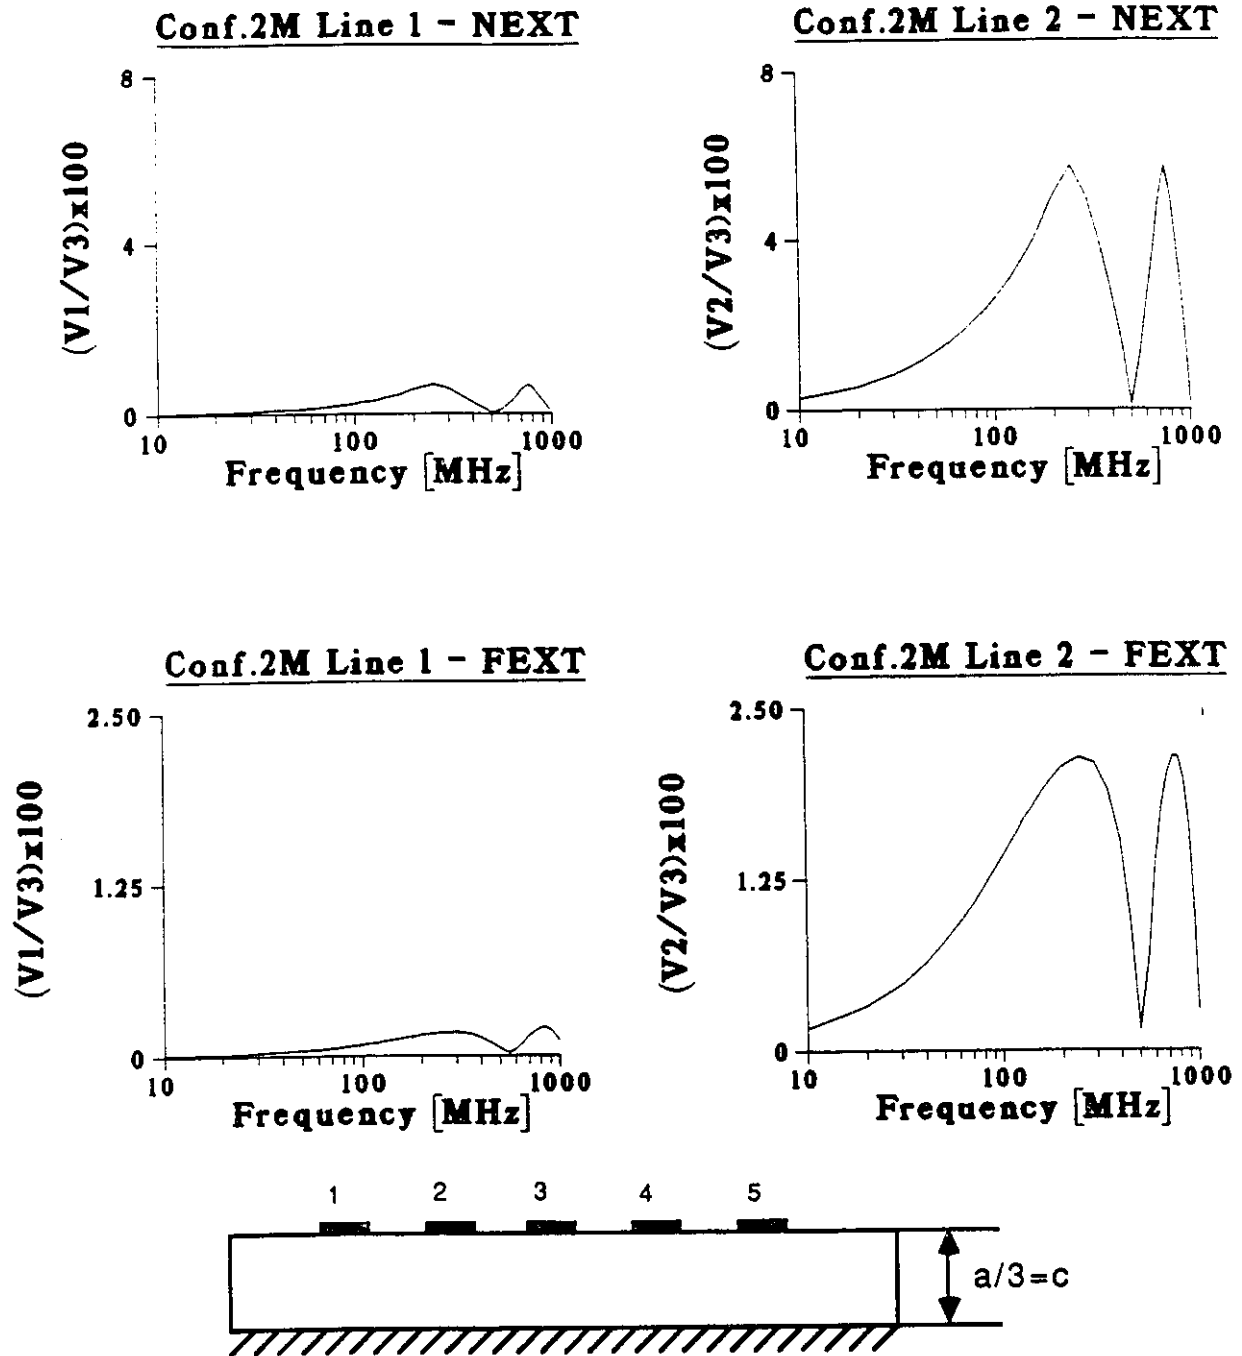 Conf.2M Line 1 - NEXT
(V1/V3)x100
8
4
0
10 100 1000
Frequency [MHz]
Conf.2M Line 2 - NEXT
(V2/V3)x100
8
4
0
10 100 1000
Frequency [MHz]
Conf.2M Line 1 - FEXT
(V1/V3)x100
2.50
1.25
0
10 100 1000
Frequency [MHz]
Conf.2M Line 2 - FEXT
(V2/V3)x100
2.50
1.25
0
10 100 1000
Frequency [MHz]
1 2 3 4 5
a/3=c